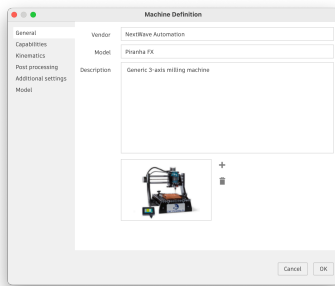 Machine Definition
General
Capabilities
Kinematics
Post processing
Additional settings
Model
Vendor
NextWave Automation
Model
Piranha FX
Description
Generic 3-axis milling machine
Cancel
OK